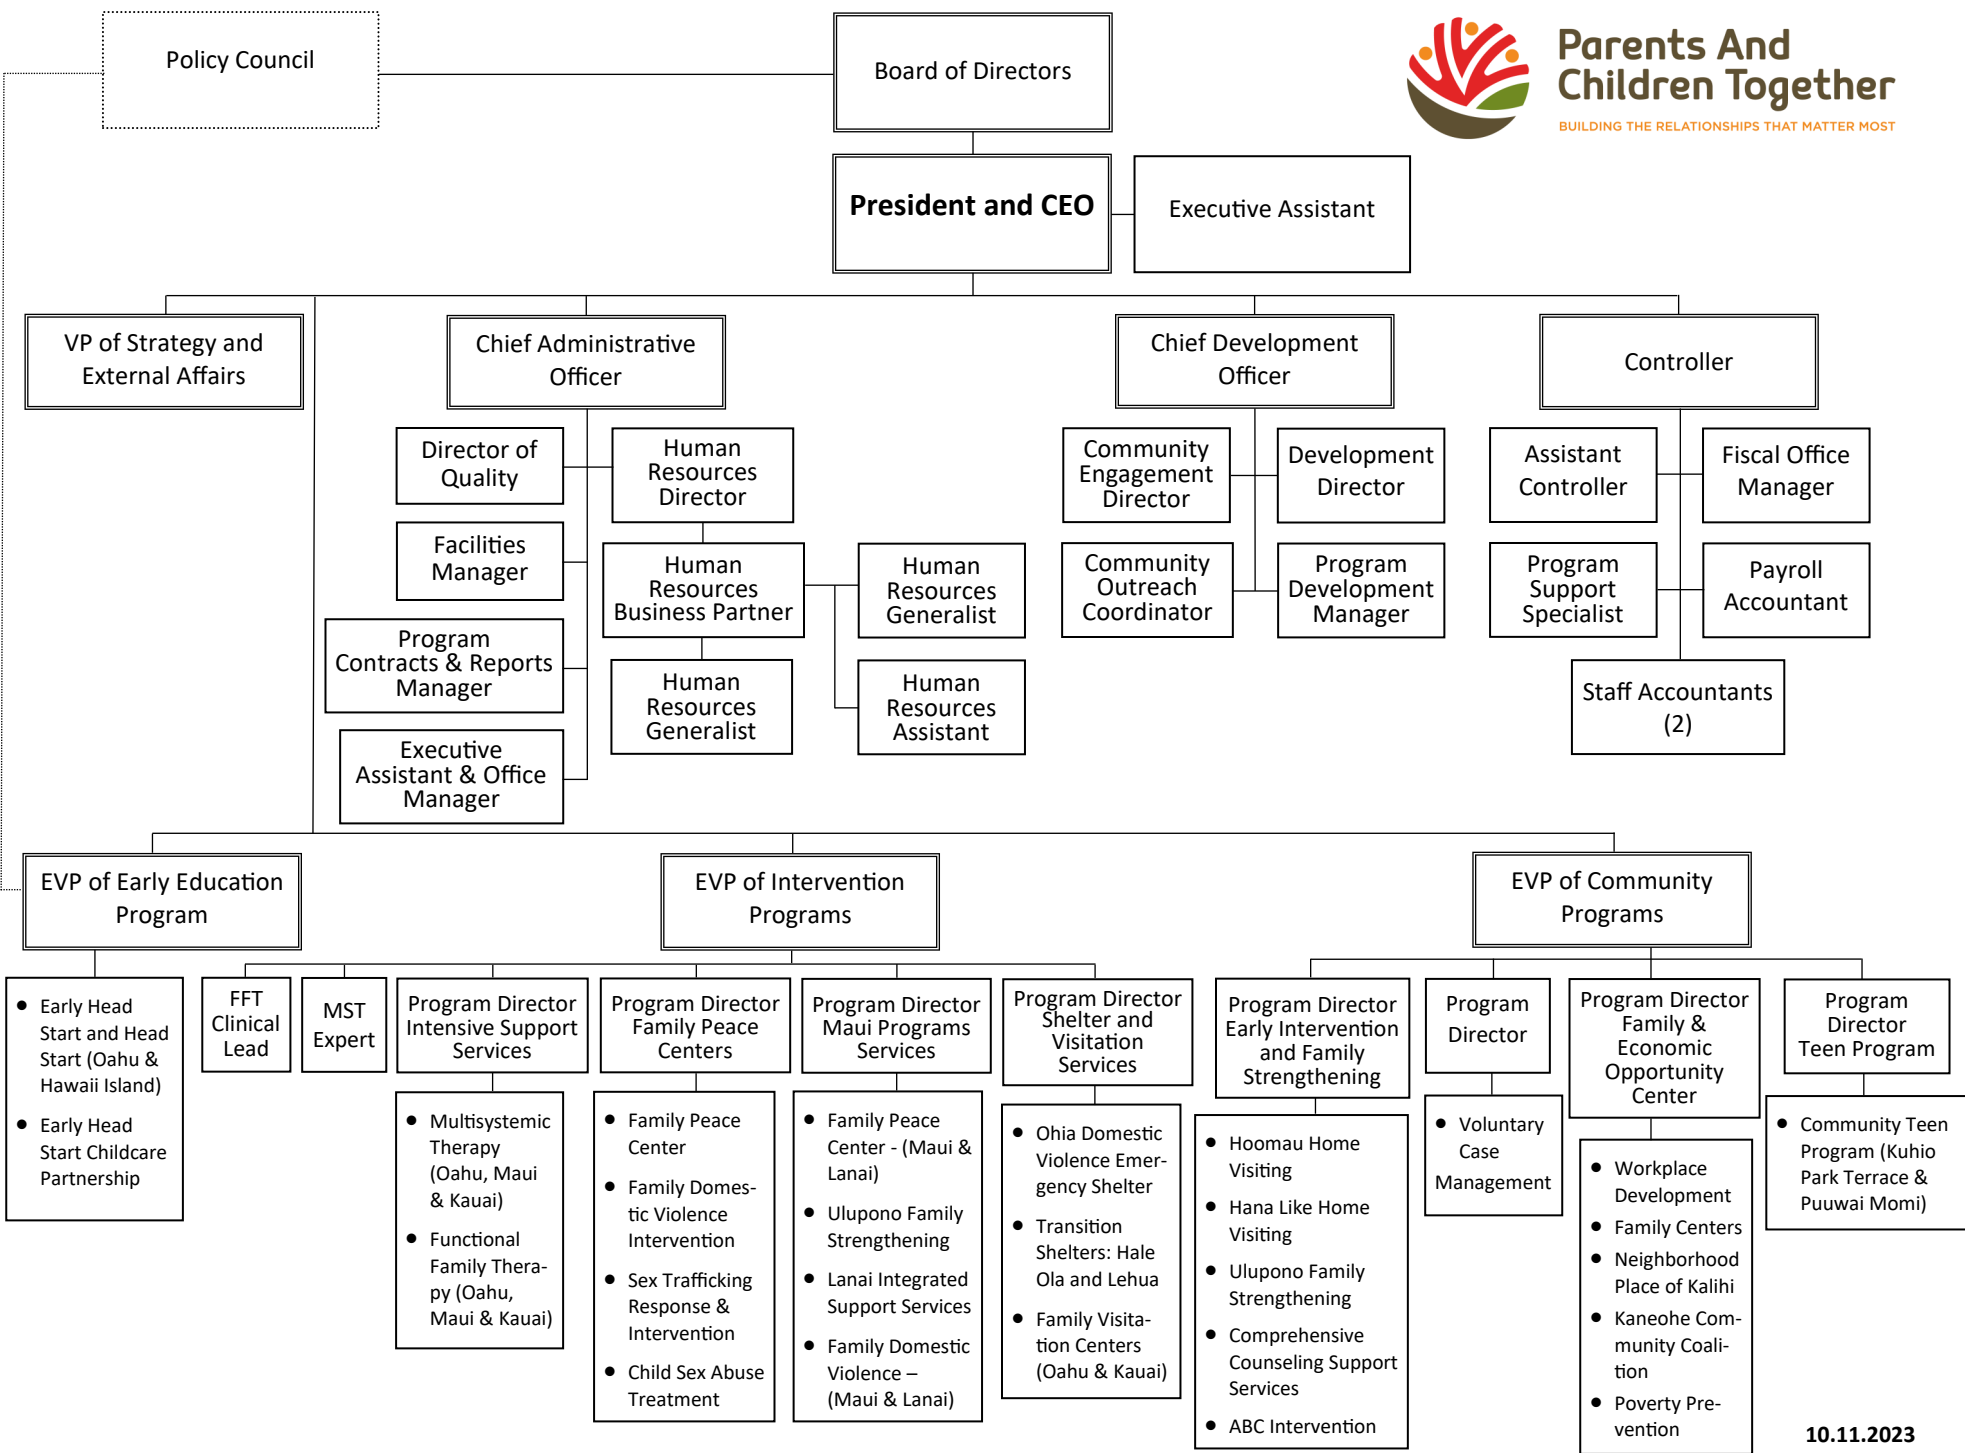 Policy Council
Board of Directors
Parents And
Children Together
BUILDING THE RELATIONSHIPS THAT MATTER MOST
President and CEO
Executive Assistant
VP of Strategy and
External Affairs
Chief Administrative
Officer
Chief Development
Officer
Controller
Director of
Quality
Human
Resources
Director
Facilities
Manager
Human
Resources
Business Partner
Human
Resources
Generalist
Program
Contracts & Reports
Manager
Human
Resources
Generalist
Human
Resources
Assistant
Executive
Assistant & Office
Manager
Community
Engagement
Director
Development
Director
Community
Outreach
Coordinator
Program
Development
Manager
Assistant
Controller
Fiscal Office
Manager
Program
Support
Specialist
Payroll
Accountant
Staff Accountants
(2)
EVP of Early Education
Program
EVP of Intervention
Programs
EVP of Community
Programs
• Early Head
Start and Head
Start (Oahu &
Hawaii Island)
• Early Head
Start Childcare
Partnership
FFT
Clinical
Lead
MST
Expert
Program Director
Intensive Support
Services
• Multisystemic
Therapy
(Oahu, Maui
& Kauai)
• Functional
Family Thera-
py (Oahu,
Maui & Kauai)
Program Director
Family Peace
Centers
• Family Peace
Center
• Family Domes-
tic Violence
Intervention
• Sex Trafficking
Response &
Intervention
• Child Sex Abuse
Treatment
Program Director
Maui Programs
Services
• Family Peace
Center - (Maui &
Lanai)
• Ulupono Family
Strengthening
• Lanai Integrated
Support Services
• Family Domestic
Violence –
(Maui & Lanai)
Program Director
Shelter and
Visitation
Services
• Ohia Domestic
Violence Emer-
gency Shelter
• Transition
Shelters: Hale
Ola and Lehua
• Family Visita-
tion Centers
(Oahu & Kauai)
Program Director
Early Intervention
and Family
Strengthening
• Hoomau Home
Visiting
• Hana Like Home
Visiting
• Ulupono Family
Strengthening
• Comprehensive
Counseling Support
Services
• ABC Intervention
Program
Director
• Voluntary
Case
Management
Program Director
Family &
Economic
Opportunity
Center
• Workplace
Development
• Family Centers
• Neighborhood
Place of Kalihi
• Kaneohe Com-
munity Coali-
tion
• Poverty Pre-
vention
Program
Director
Teen Program
• Community Teen
Program (Kuhio
Park Terrace &
Puuwai Momi)
10.11.2023